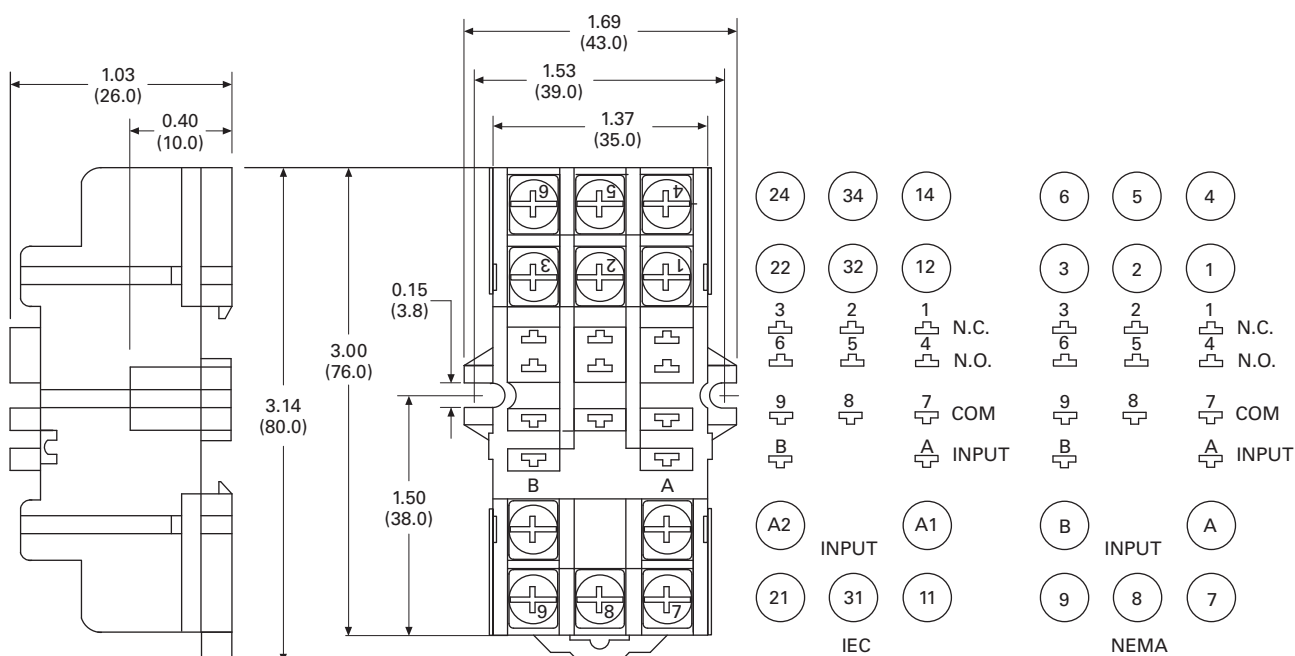 1.69
(43.0)
1.03
(26.0)
1.53
(39.0)
0.40
(10.0)
1.37
(35.0)
6 5 4
3 2 1
0.15
(3.8)
3.00
(76.0)
3.14
(80.0)
1.50
(38.0)
B A
9 8 7
24 34 14
22 32 12
3 2 1
N.C.
6 5 4
N.O.
9 8 7
COM
B A
INPUT
A2 A1
INPUT
21 31 11
IEC
6 5 4
3 2 1
3 2 1
N.C.
6 5 4
N.O.
9 8 7
COM
B A
INPUT
B A
INPUT
9 8 7
NEMA